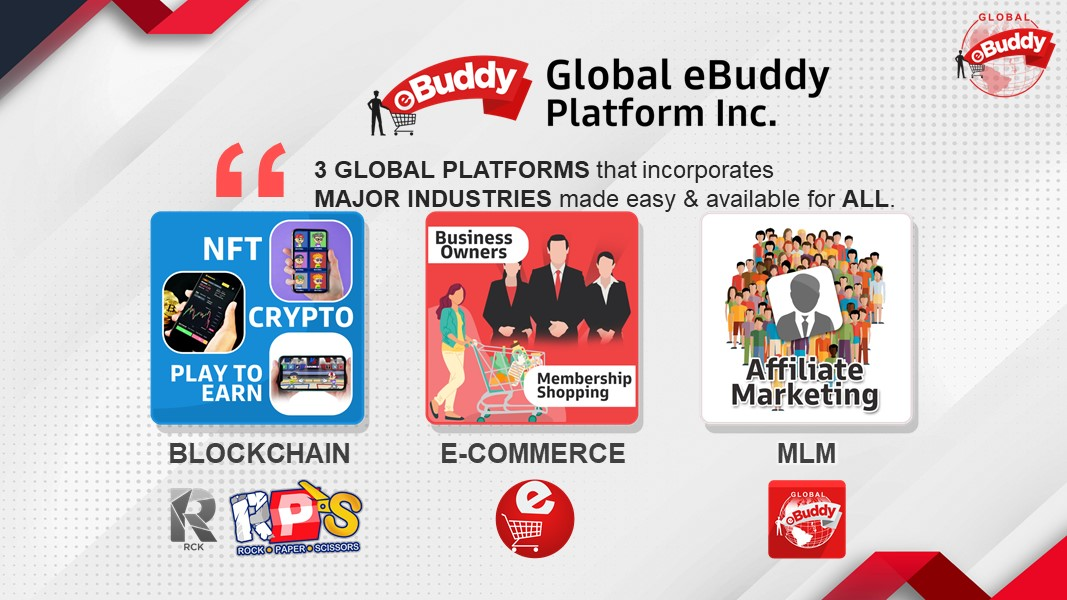 GLOBAL
eBuddy
eBuddy
Global eBuddy
Platform Inc.
3 GLOBAL PLATFORMS that incorporates
MAJOR INDUSTRIES made easy & available for ALL.
NFT
CRYPTO
PLAY TO
EARN
BLOCKCHAIN
R
RCK
RPS
ROCK • PAPER • SCISSORS
Business
Owners
Membership
Shopping
E-COMMERCE
e
Affiliate
Marketing
MLM
GLOBAL
eBuddy